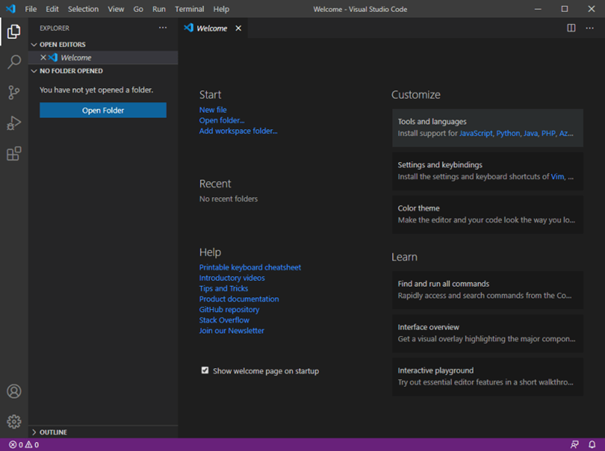 File Edit Selection View Go Run Terminal Help
Welcome - Visual Studio Code
EXPLORER
OPEN EDITORS
Welcome
NO FOLDER OPENED
You have not yet opened a folder.
Open Folder
OUTLINE
Welcome
Start
New file
Open folder...
Add workspace folder...
Recent
No recent folders
Help
Printable keyboard cheatsheet
Introductory videos
Tips and Tricks
Product documentation
GitHub repository
Stack Overflow
Join our Newsletter
Show welcome page on startup
Customize
Tools and languages
Install support for JavaScript, Python, Java, PHP, Az...
Settings and keybindings
Install the settings and keyboard shortcuts of Vim, ...
Color theme
Make the editor and your code look the way you lo...
Learn
Find and run all commands
Rapidly access and search commands from the Co...
Interface overview
Get a visual overlay highlighting the major compon...
Interactive playground
Try out essential editor features in a short walkthro...
0 0